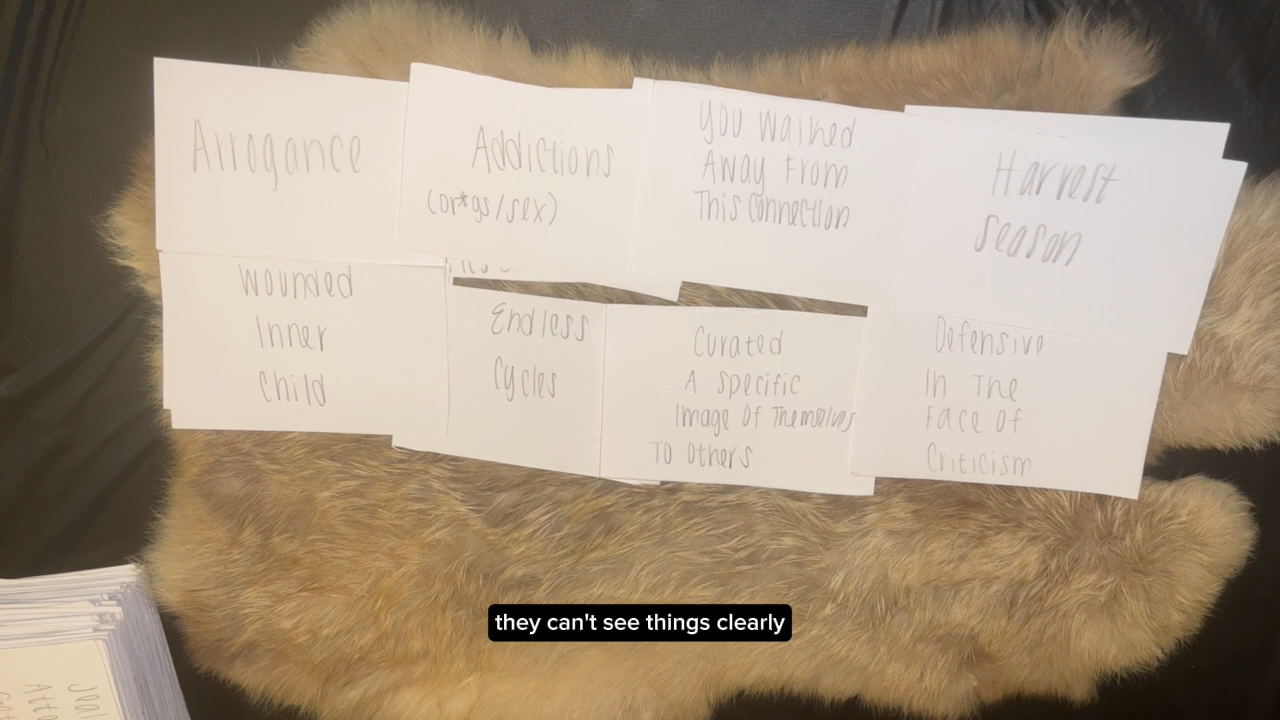 Arrogance
Addictions
(Dr*gs/sex)
You Walked
Away From
This Connection
Harvest
Season
Wounded
Inner
Child
Endless
Cycles
Curated
A Specific
Image Of Themselves
To Others
Defensive
In The
Face Of
Criticism
they can't see things clearly